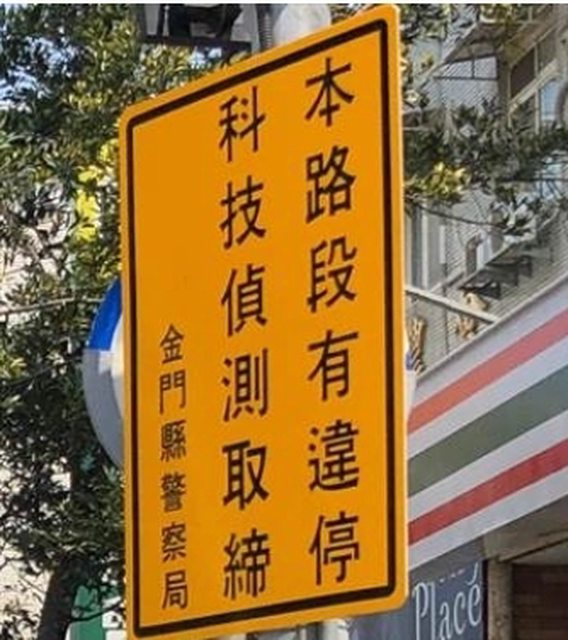 本路段有違停
科技偵測取締
金門縣警察局
Place